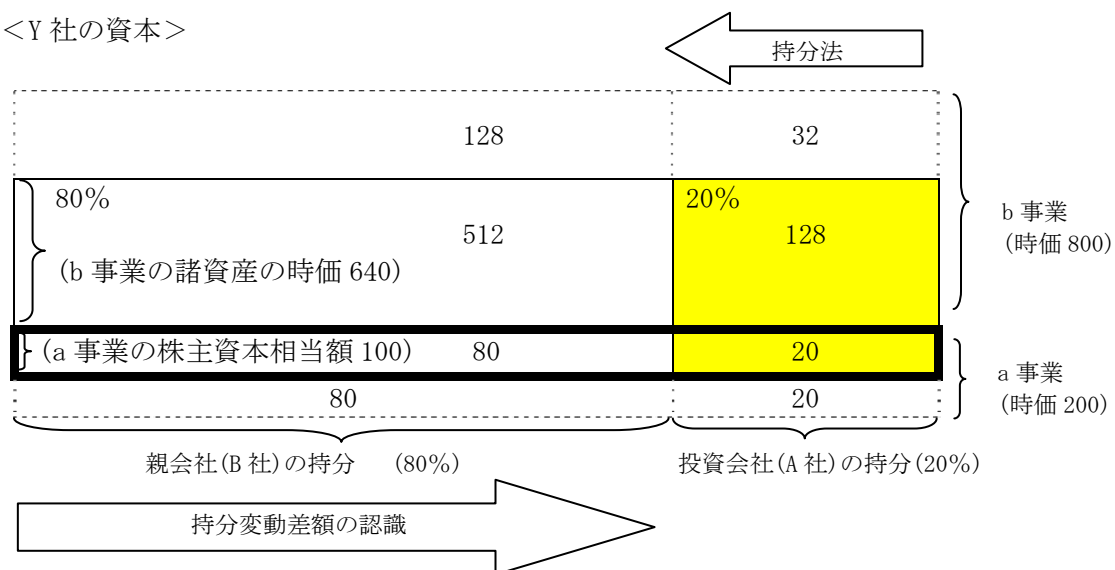 <Y社の資本>
持分法
128
32
80%
20%
512
128
(b 事業の諸資産の時価 640)
b 事業
(時価 800)
(a 事業の株主資本相当額 100)
80
20
80
20
a 事業
(時価 200)
親会社(B 社)の持分 (80%)
投資会社(A 社)の持分(20%)
持分変動差額の認識